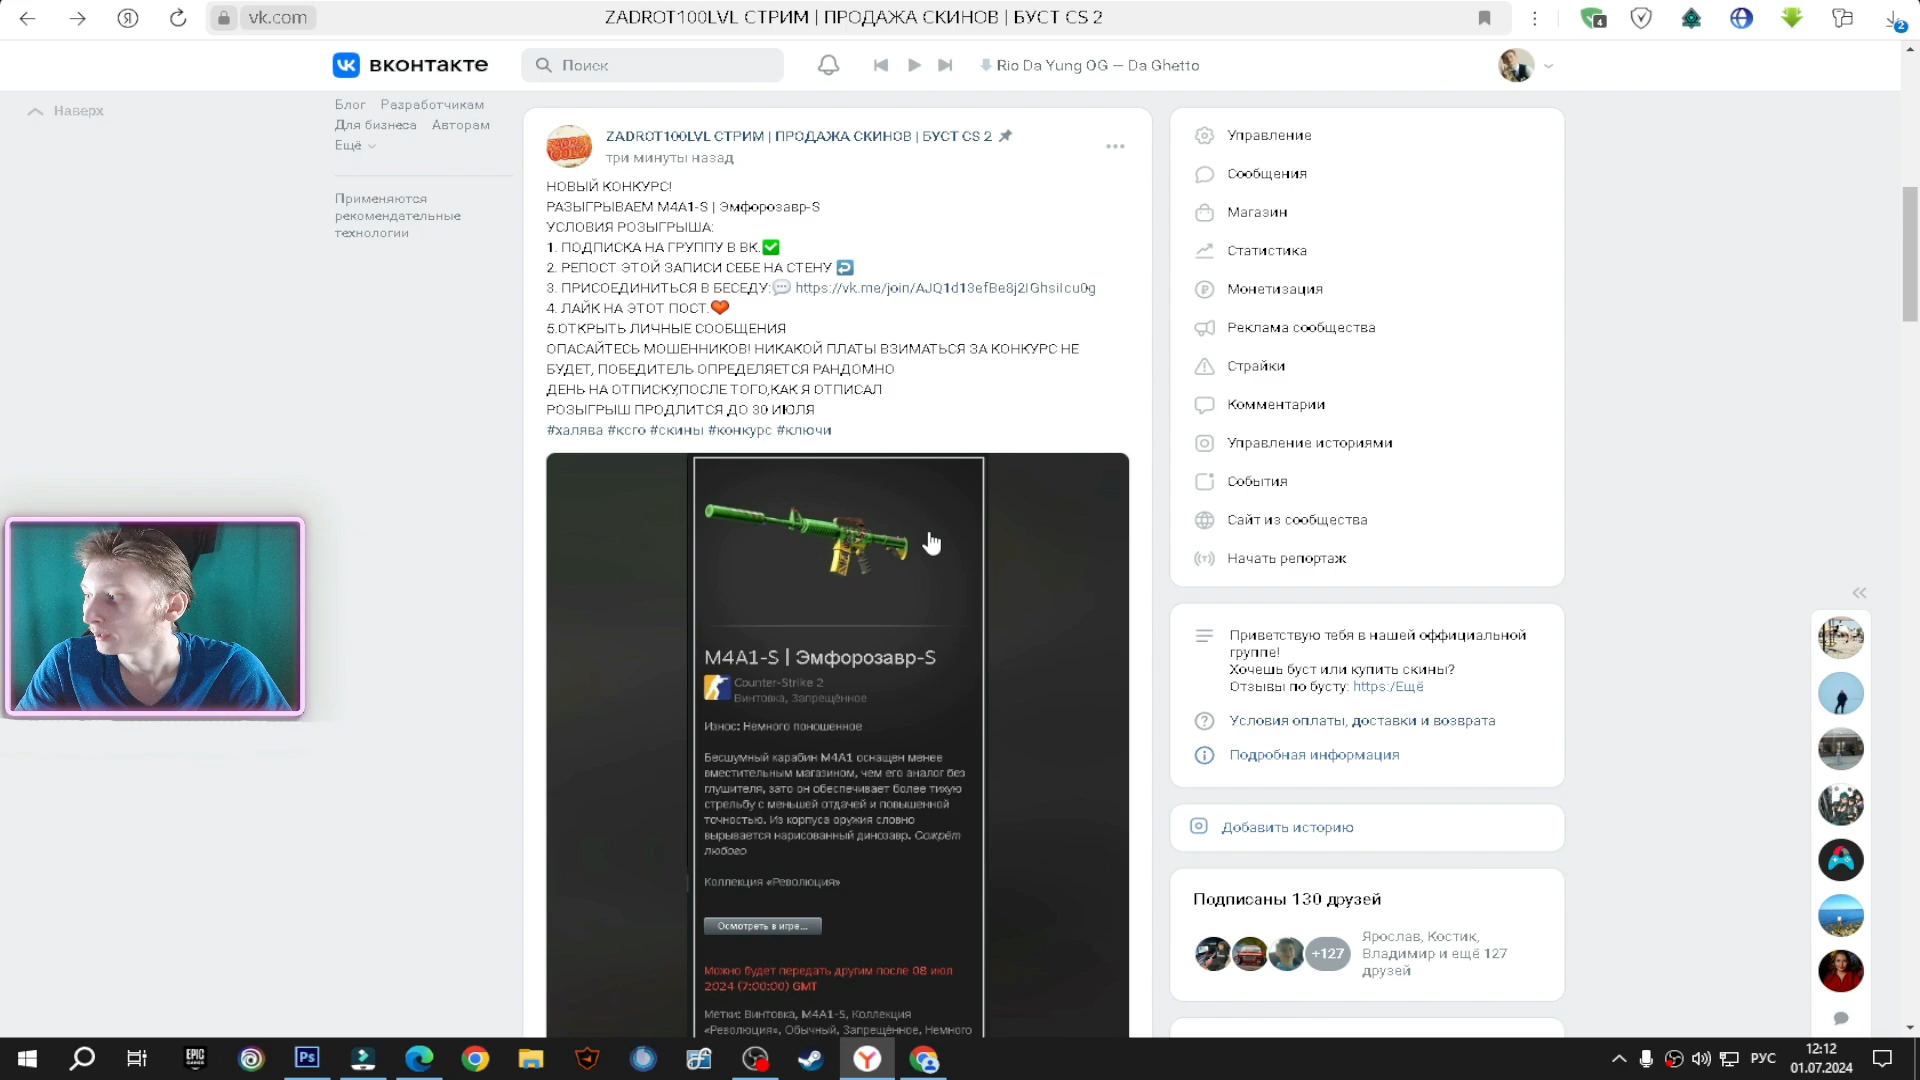 vk.com
ZADROT100LVL СТРИМ | ПРОДАЖА СКИНОВ | БУСТ CS 2
4
2
ВКОНТАКТЕ
Поиск
Rio Da Yung OG – Da Ghetto
Наверх
Блог Разработчикам
Для бизнеса Авторам
Ещё
Применяются
рекомендательные
технологии
ZADROT100LVL СТРИМ | ПРОДАЖА СКИНОВ | БУСТ CS 2
три минуты назад
НОВЫЙ КОНКУРС!
РАЗЫГРЫВАЕМ M4A1-S | Эмфорозавр-S
УСЛОВИЯ РОЗЫГРЫША:
1. ПОДПИСКА НА ГРУППУ В ВК.✅
2. РЕПОСТ ЭТОЙ ЗАПИСИ СЕБЕ НА СТЕНУ ↩️
3. ПРИСОЕДИНИТЬСЯ В БЕСЕДУ:💬 https://vk.me/join/AJQ1d13efBe8j2IGhsiIcu0g
4. ЛАЙК НА ЭТОТ ПОСТ.❤️
5.ОТКРЫТЬ ЛИЧНЫЕ СООБЩЕНИЯ
ОПАСАЙТЕСЬ МОШЕННИКОВ! НИКАКОЙ ПЛАТЫ ВЗИМАТЬСЯ ЗА КОНКУРС НЕ
БУДЕТ, ПОБЕДИТЕЛЬ ОПРЕДЕЛЯЕТСЯ РАНДОМНО
ДЕНЬ НА ОТПИСКУ,ПОСЛЕ ТОГО,КАК Я ОТПИСАЛ
РОЗЫГРЫШ ПРОДЛИТСЯ ДО 30 ИЮЛЯ
#халява #ксго #скины #конкурс #ключи
M4A1-S | Эмфорозавр-S
Counter-Strike 2
Винтовка, Запрещённое
Износ: Немного поношенное
Бесшумный карабин M4A1 оснащен менее
вместительным магазином, чем его аналог без
глушителя, зато он обеспечивает более тихую
стрельбу с меньшей отдачей и повышенной
точностью. Из корпуса оружия словно
вырывается нарисованный динозавр. Сожрёт
любого
Коллекция «Революция»
Осмотреть в игре...
Можно будет передать другим после 08 июл
2024 (7:00:00) GMT
Метки: Винтовка, M4A1-S, Коллекция
«Революция», Обычный, Запрещённое, Немного
Управление
Сообщения
Магазин
Статистика
Монетизация
Реклама сообщества
Страйки
Комментарии
Управление историями
События
Сайт из сообщества
Начать репортаж
Приветствую тебя в нашей оффициальной
группе!
Хочешь буст или купить скины?
Отзывы по бусту: https:/Ещё
Условия оплаты, доставки и возврата
Подробная информация
Добавить историю
Подписаны 130 друзей
+127
Ярослав, Костик,
Владимир и ещё 127
друзей
EPIC
GAMES
Ps
РУС
12:12
01.07.2024